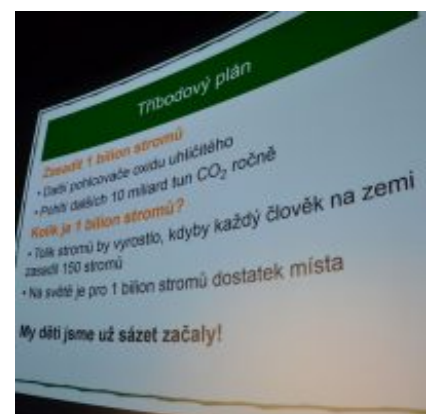 Tříbodový plán
Zasadit 1 bilion stromů
• Další pohlcovače oxidu uhličitého
• Pohltí dalších 10 miliard tun CO₂ ročně
Kolik je 1 bilion stromů?
• Tolik stromů by vyrostlo, kdyby každý člověk na zemi
zasadil 150 stromů
• Na světě je pro 1 bilion stromů dostatek místa
My děti jsme už sázet začaly!